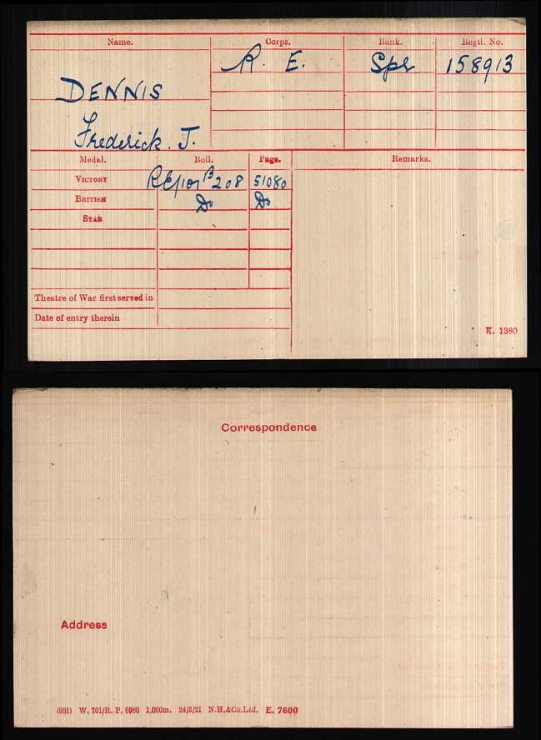 Name. Corps. Rank. Regtl. No.
R. E. Spr 158913
DENNIS
Frederick. J.
Medal. Roll. Page. Remarks.
VICTORY RE/101 B208 51080
BRITISH Do Do
STAR
Theatre of War first served in
Date of entry therein
K. 1380
Correspondence
Address
W. 701/R. P. 6980 1,000m. 24/5/21 N.H.&Co.Ltd. E. 7600